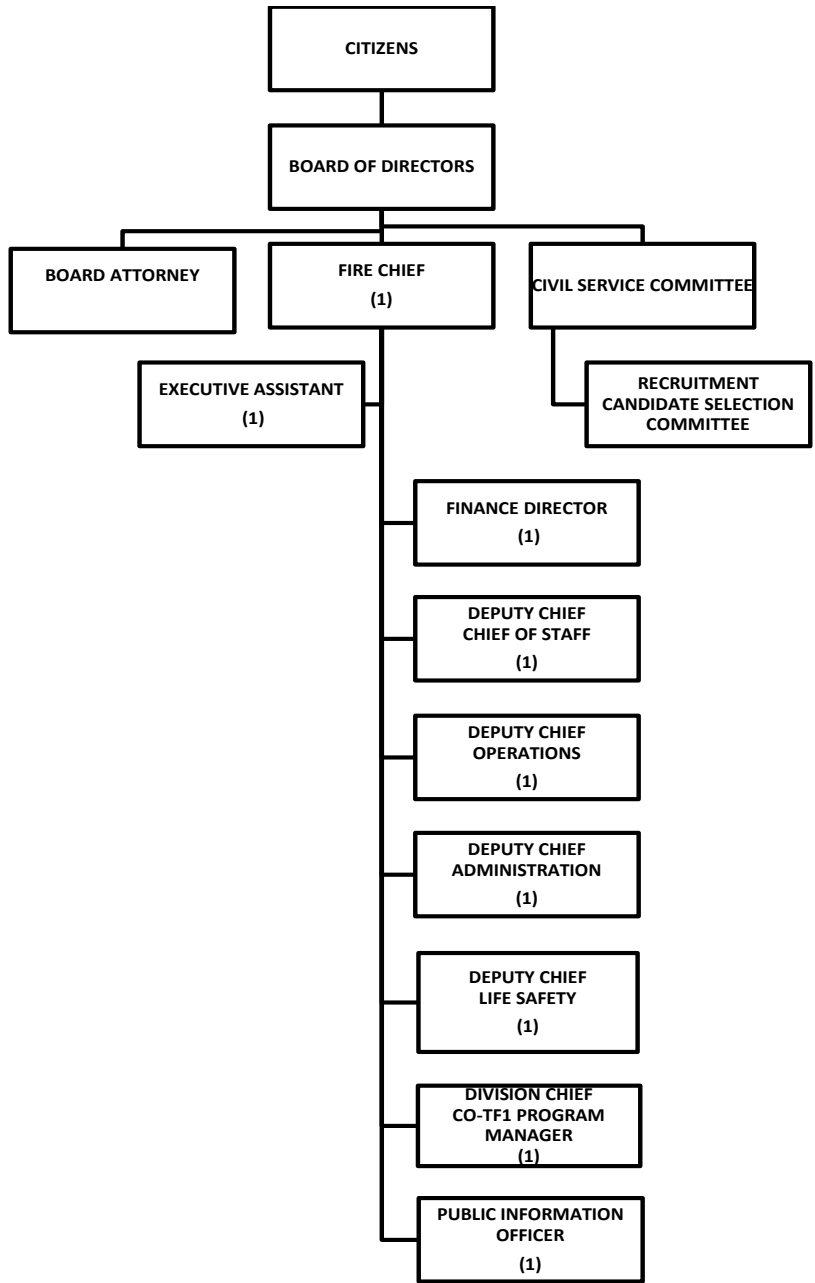 CITIZENS
BOARD OF DIRECTORS
BOARD ATTORNEY
FIRE CHIEF
(1)
CIVIL SERVICE COMMITTEE
EXECUTIVE ASSISTANT
(1)
RECRUITMENT
CANDIDATE SELECTION
COMMITTEE
FINANCE DIRECTOR
(1)
DEPUTY CHIEF
CHIEF OF STAFF
(1)
DEPUTY CHIEF
OPERATIONS
(1)
DEPUTY CHIEF
ADMINISTRATION
(1)
DEPUTY CHIEF
LIFE SAFETY
(1)
DIVISION CHIEF
CO-TF1 PROGRAM
MANAGER
(1)
PUBLIC INFORMATION
OFFICER
(1)